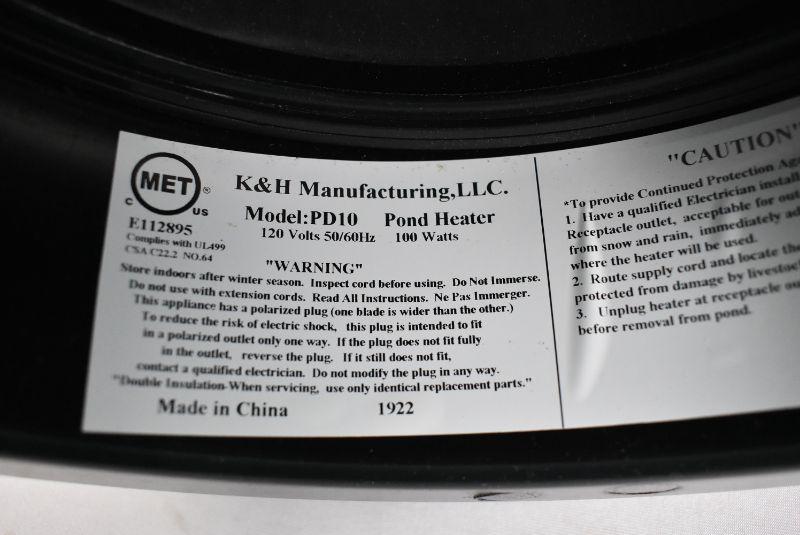 MET
®
C US
E112895
Complies with UL499
CSA C22.2 NO.64
K&H Manufacturing,LLC.
Model:PD10 Pond Heater
120 Volts 50/60Hz 100 Watts
"WARNING"
Store indoors after winter season. Inspect cord before using. Do Not Immerse.
Do not use with extension cords. Read All Instructions. Ne Pas Immerger.
This appliance has a polarized plug (one blade is wider than the other.)
To reduce the risk of electric shock, this plug is intended to fit
in a polarized outlet only one way. If the plug does not fit fully
in the outlet, reverse the plug. If it still does not fit,
contact a qualified electrician. Do not modify the plug in any way.
"Double Insulation-When servicing, use only identical replacement parts."
Made in China 1922
"CAUTION"
*To provide Continued Protection Aga
1. Have a qualified Electrician install
Receptacle outlet, acceptable for out
from snow and rain, immediately ad
where the heater will be used.
2. Route supply cord and locate the
protected from damage by livestoc
3. Unplug heater at receptacle ou
before removal from pond.